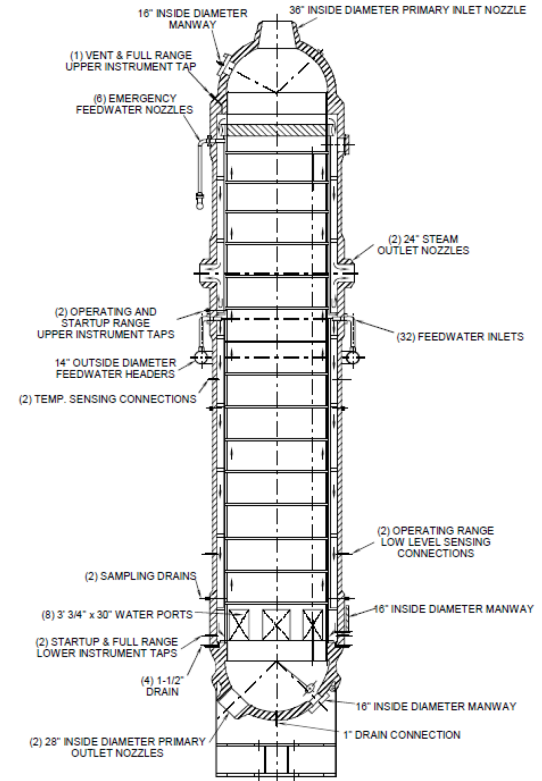 16" INSIDE DIAMETER
MANWAY
36" INSIDE DIAMETER PRIMARY INLET NOZZLE
(1) VENT & FULL RANGE
UPPER INSTRUMENT TAP
(6) EMERGENCY
FEEDWATER NOZZLES
(2) 24" STEAM
OUTLET NOZZLES
(2) OPERATING AND
STARTUP RANGE
UPPER INSTRUMENT TAPS
(32) FEEDWATER INLETS
14" OUTSIDE DIAMETER
FEEDWATER HEADERS
(2) TEMP. SENSING CONNECTIONS
(2) OPERATING RANGE
LOW LEVEL SENSING
CONNECTIONS
(2) SAMPLING DRAINS
(8) 3' 3/4" x 30" WATER PORTS
16" INSIDE DIAMETER MANWAY
(2) STARTUP & FULL RANGE
LOWER INSTRUMENT TAPS
(4) 1-1/2"
DRAIN
16" INSIDE DIAMETER MANWAY
1" DRAIN CONNECTION
(2) 28" INSIDE DIAMETER PRIMARY
OUTLET NOZZLES